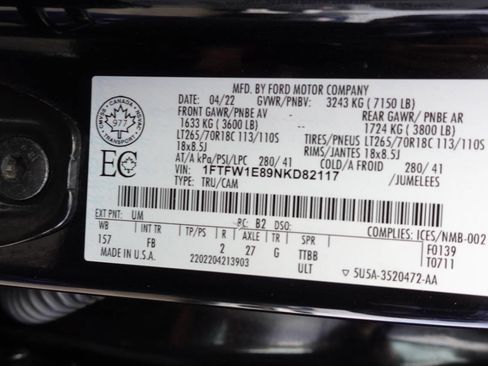 MFD. BY FORD MOTOR COMPANY
DATE: 04/22 GVWR/PNBV: 3243 KG ( 7150 LB)
FRONT GAWR/PNBE AV REAR GAWR/PNBE AR
1633 KG ( 3600 LB) 1724 KG ( 3800 LB)
LT265/70R18C 113/110S TIRES/PNEUS LT265/70R18C 113/110S
18x8.5J RIMS/JANTES 18x8.5J
AT/A kPa/PSI/LPC 280/ 41 COLD/A FROID 280/ 41
VIN: 1FTFW1E89NKD82117 /JUMELEES
TYPE: TRU/CAM
CANADA
977
TRANSPORT
EC
EXT PNT: UM RC: B2 DSO: COMPLIES: ICES/NMB-002
WB INT TR TP/PS R AXLE TR SPR F0139
157 FB 2 27 G TTBB T0711
MADE IN U.S.A. 2202204213903 ULT 5U5A-3520472-AA